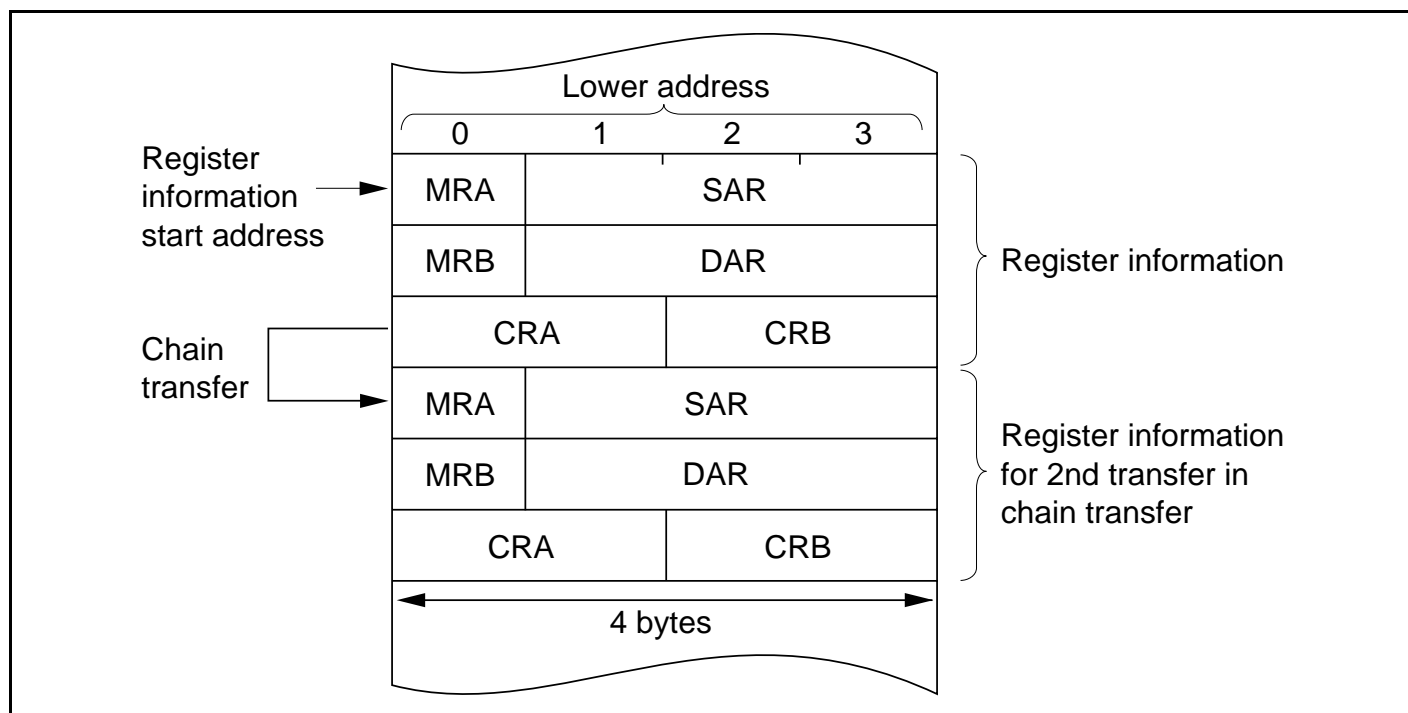 Lower address
0 1 2 3
Register
information
start address
MRA SAR
MRB DAR
CRA CRB
Register information
Chain
transfer
MRA SAR
MRB DAR
CRA CRB
Register information
for 2nd transfer in
chain transfer
4 bytes